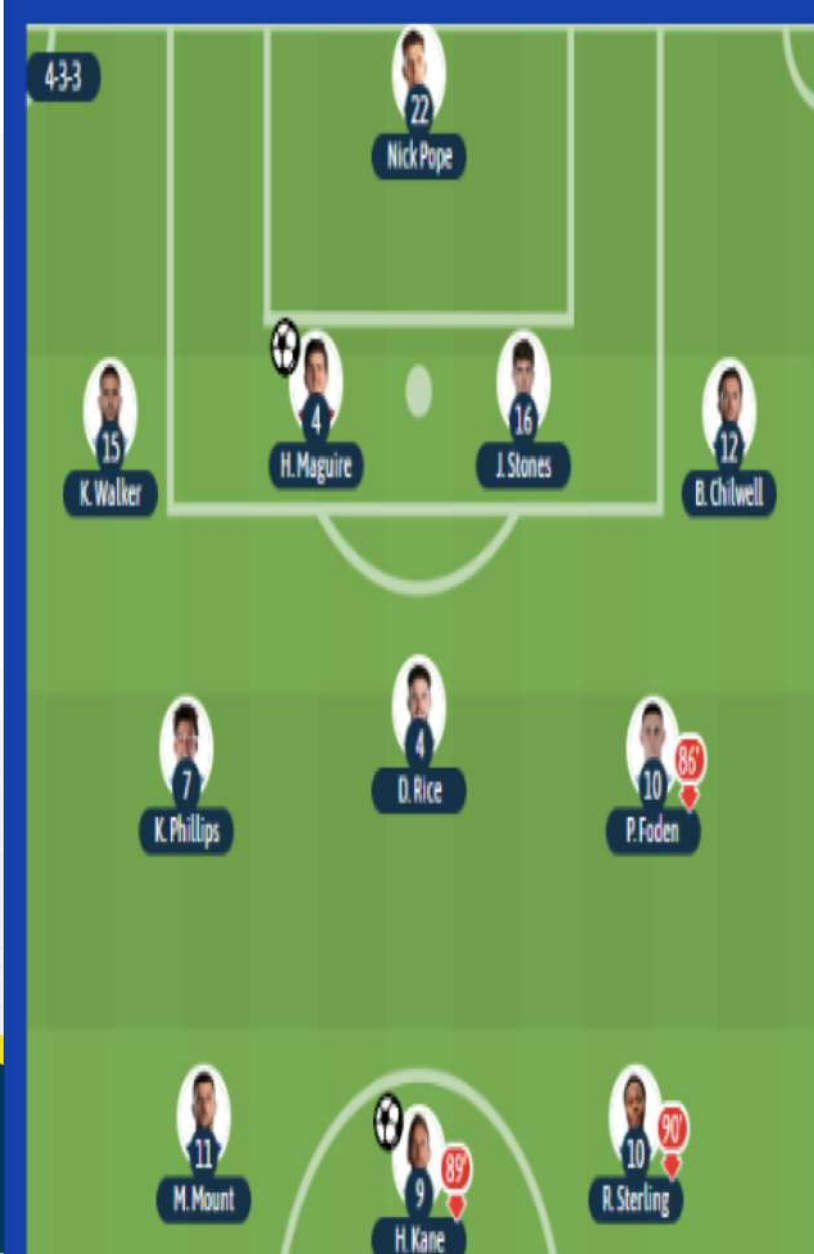 4-3-3
22
Nick Pope
15
K. Walker
4
H. Maguire
16
J. Stones
12
B. Chilwell
7
K. Phillips
4
D. Rice
86'
10
P. Foden
11
M. Mount
89'
9
H. Kane
90'
10
R. Sterling